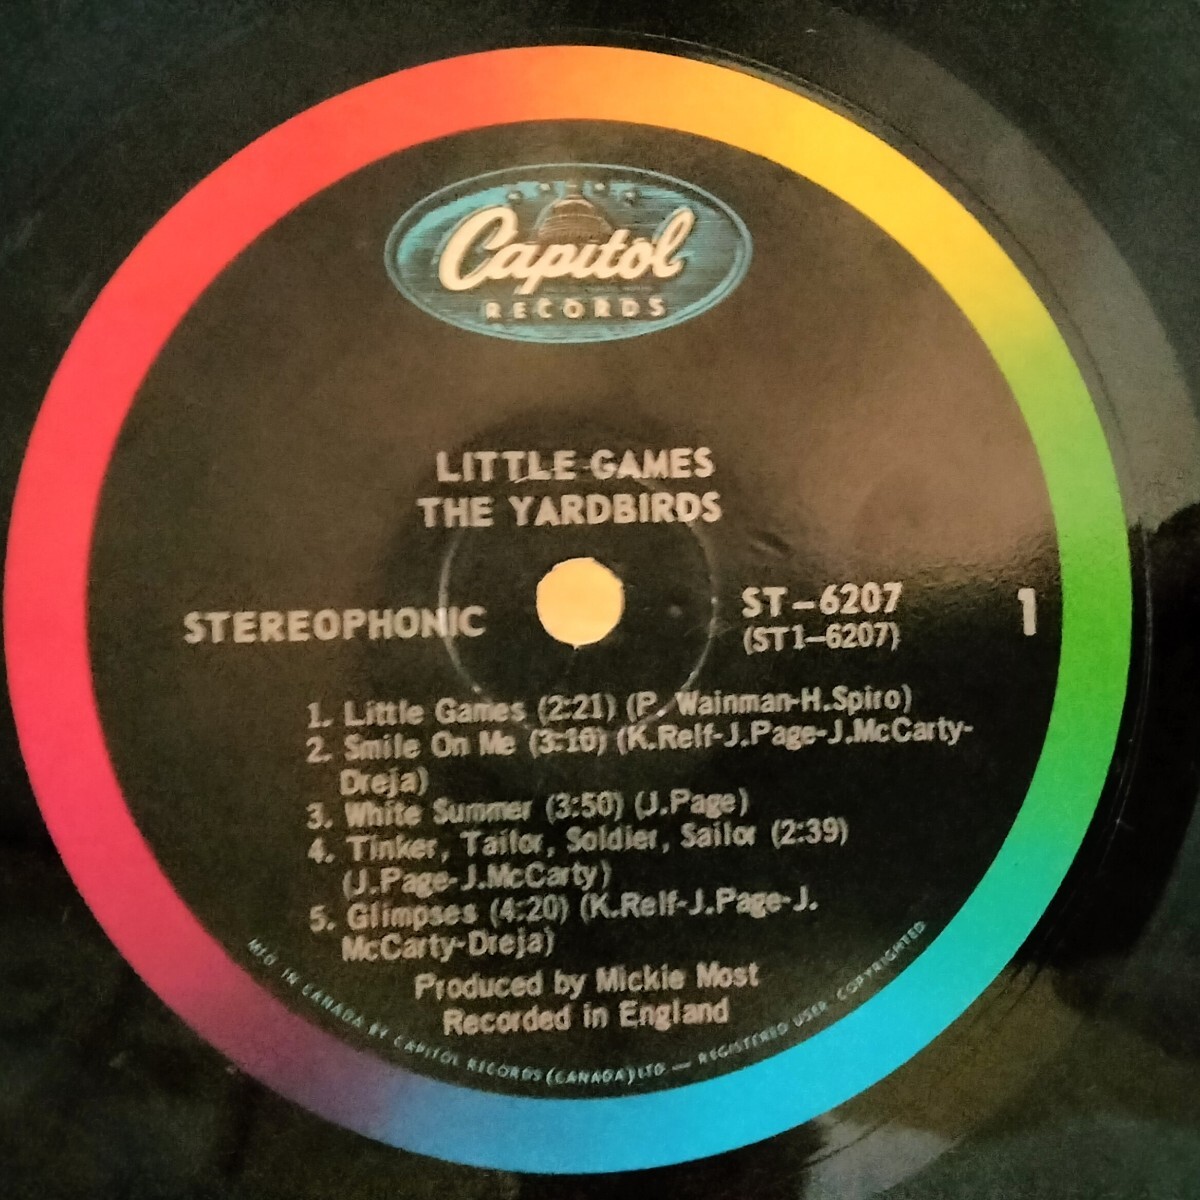 Capitol
RECORDS
LITTLE GAMES
THE YARDBIRDS
STEREOPHONIC
ST-6207
(ST1-6207)
1
1. Little Games (2:21) (P. Wainman-H.Spiro)
2. Smile On Me (3:10) (K.Relf-J.Page-J.McCarty-
Dreja)
3. White Summer (3:50) (J.Page)
4. Tinker, Tailor, Soldier, Sailor (2:39)
(J.Page-J.McCarty)
5. Glimpses (4:20) (K.Relf-J.Page-J.
McCarty-Dreja)
Produced by Mickie Most
Recorded in England
MFD IN CANADA BY CAPITOL RECORDS (CANADA) LTD — REGISTERED USER. COPYRIGHTED